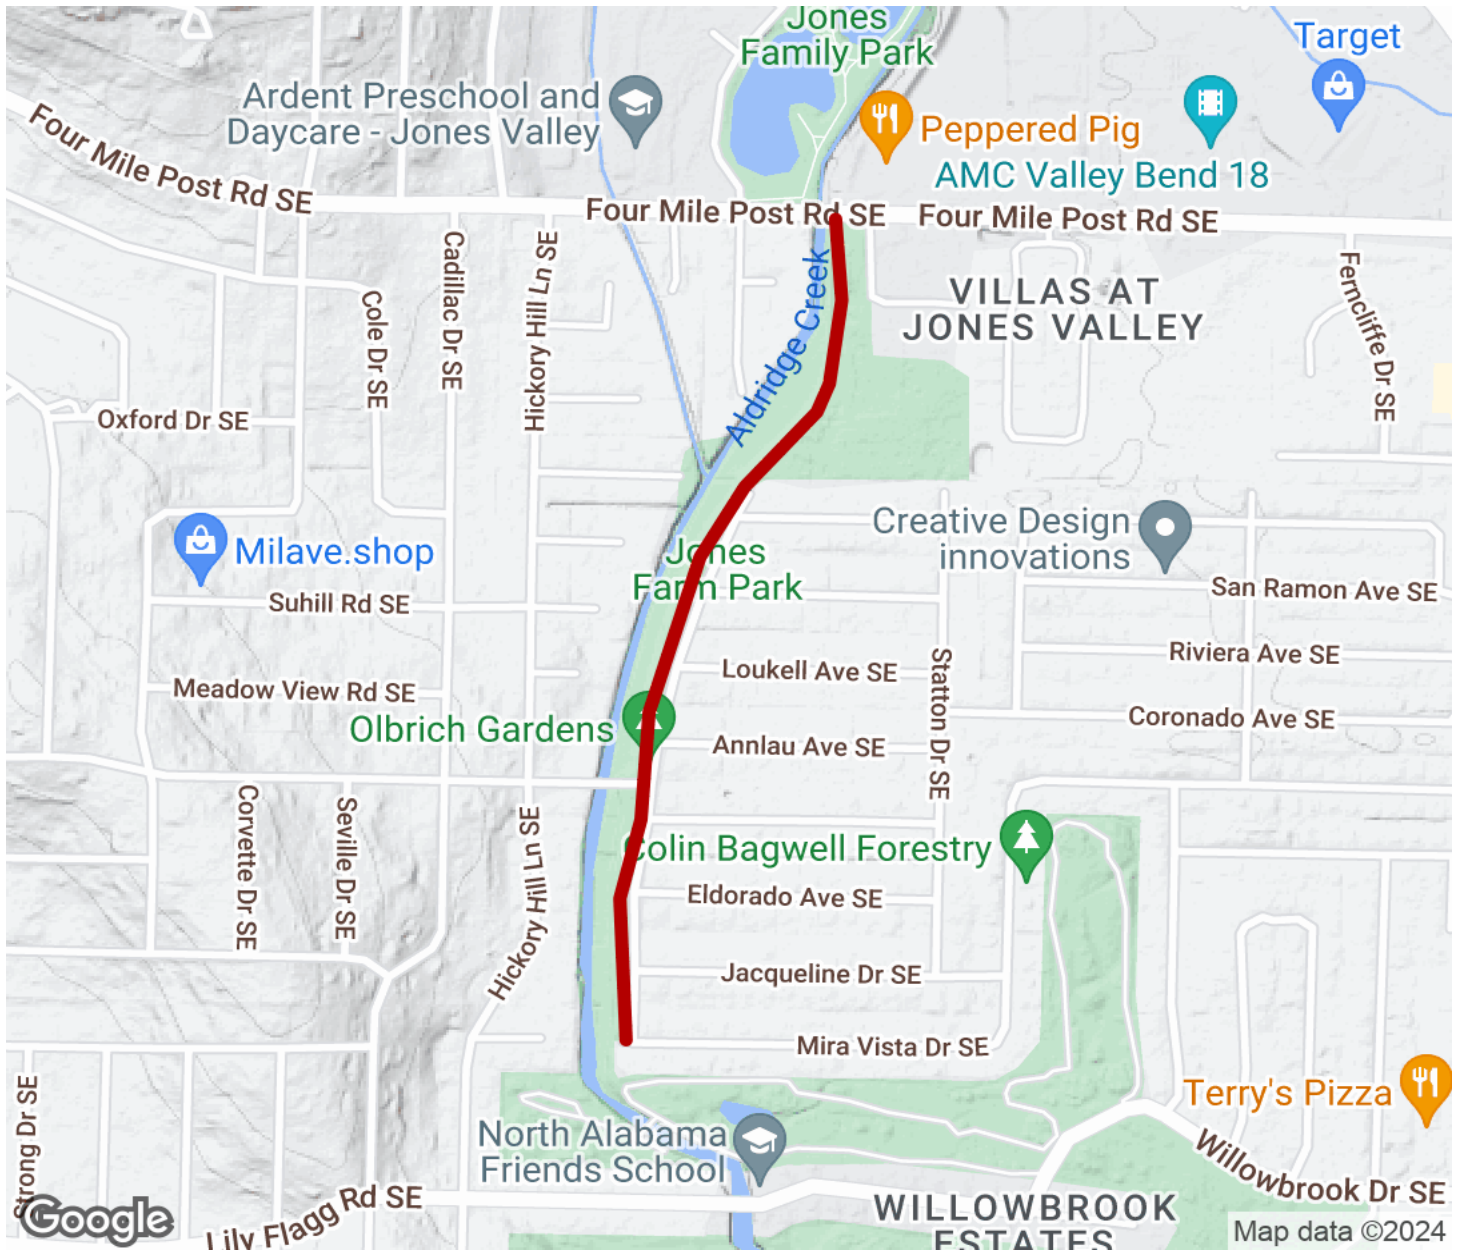 Jones
Family Park
Target
Ardent Preschool and
Daycare - Jones Valley
Peppered Pig
AMC Valley Bend 18
Four Mile Post Rd SE
Four Mile Post Rd SE
Four Mile Post Rd SE
Cadillac Dr SE
Hickory Hill Ln SE
Cole Dr SE
Aldridge Creek
VILLAS AT
JONES VALLEY
Ferncliffe Dr SE
Oxford Dr SE
Creative Design
innovations
Milave.shop
Jones
Farm Park
San Ramon Ave SE
Suhill Rd SE
Riviera Ave SE
Loukell Ave SE
Statton Dr SE
Meadow View Rd SE
Coronado Ave SE
Olbrich Gardens
Annlau Ave SE
Corvette Dr SE
Seville Dr SE
Hickory Hill Ln SE
Colin Bagwell Forestry
Eldorado Ave SE
Jacqueline Dr SE
Mira Vista Dr SE
Strong Dr SE
Terry's Pizza
North Alabama
Friends School
Willowbrook Dr SE
Lily Flagg Rd SE
WILLOWBROOK
ESTATES
Google
Map data ©2024